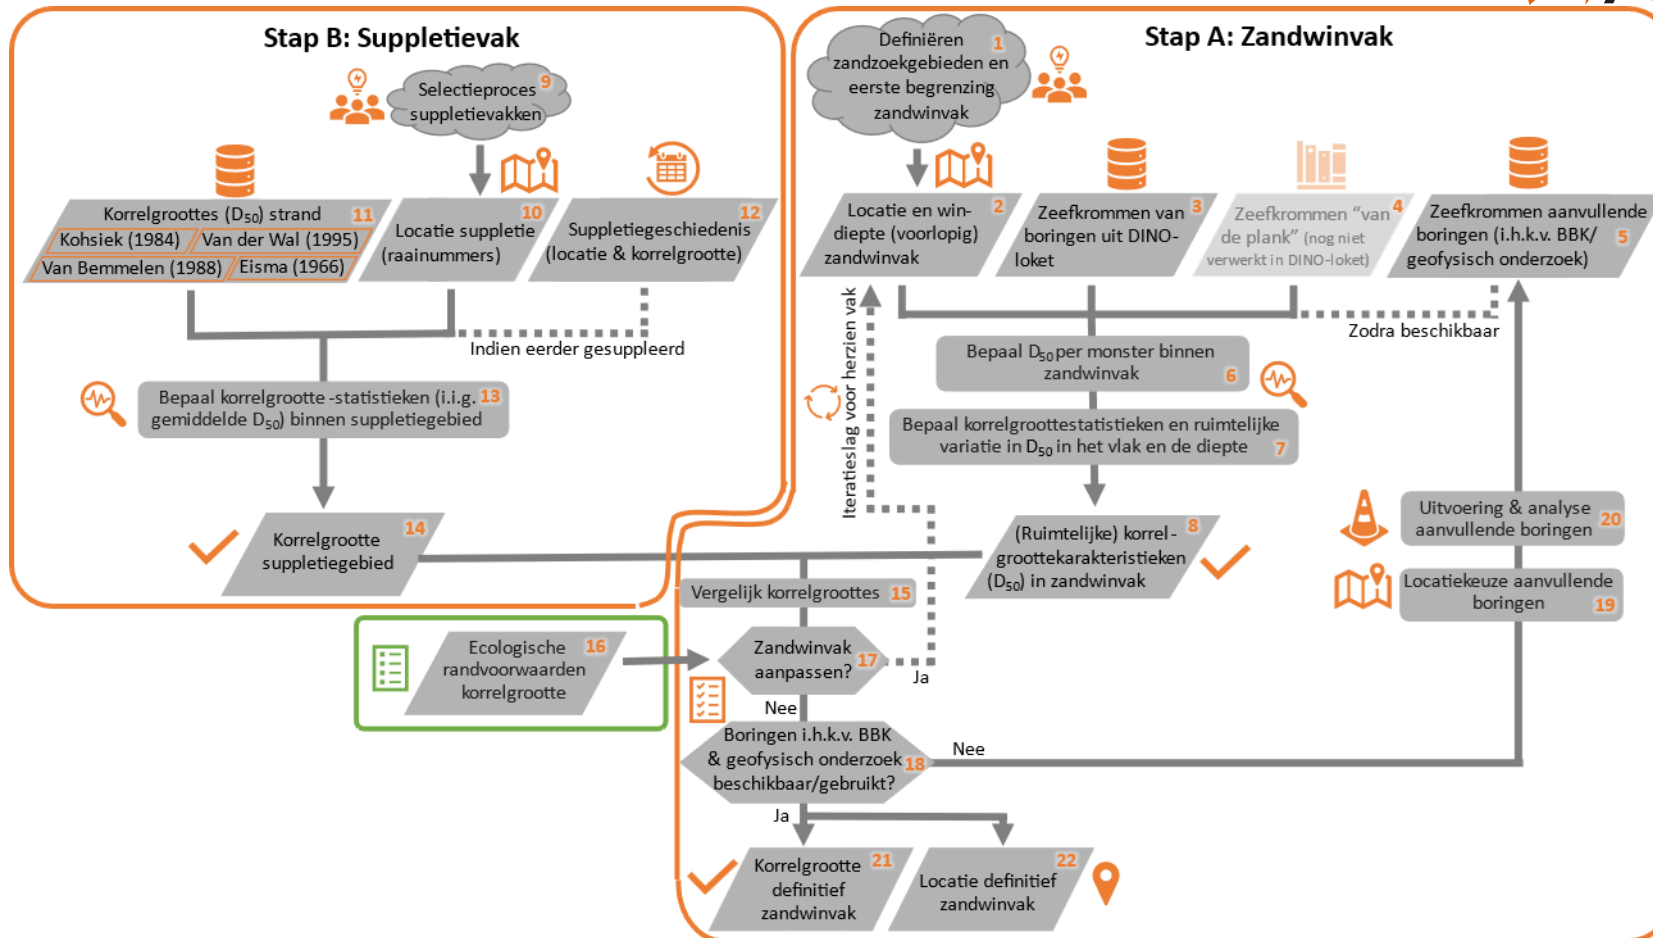 Stap B: Suppletievak
Selectieproces 9
suppletievakken
Korrelgroottes (D50) strand 11
Kohsiek (1984) Van der Wal (1995)
Van Bemmelen (1988) Eisma (1966)
10
Locatie suppletie
(raainummers)
12
Suppletiegeschiedenis
(locatie & korrelgrootte)
Indien eerder gesuppleerd
Bepaal korrelgrootte -statistieken (i.i.g. 13
gemiddelde D50) binnen suppletiegebied
14
Korrelgrootte
suppletiegebied
Stap A: Zandwinvak
Definiëren 1
zandzoekgebieden en
eerste begrenzing
zandwinvak
Locatie en win- 2
diepte (voorlopig)
zandwinvak
Zeefkrommen van 3
boringen uit DINO-
loket
Zeefkrommen “van 4
de plank” (nog niet
verwerkt in DINO-loket)
Zeefkrommen aanvullende
boringen (i.h.k.v. BBK/ 5
geofysisch onderzoek)
Zodra beschikbaar
Iteratieslag voor herzien vak
Bepaal D50 per monster binnen
zandwinvak 6
Bepaal korrelgroottestatistieken en ruimtelijke
variatie in D50 in het vlak en de diepte 7
(Ruimtelijke) korrel- 8
groottekarakteristieken
(D50) in zandwinvak
Uitvoering & analyse
aanvullende boringen 20
Locatiekeuze aanvullende
boringen 19
Vergelijk korrelgroottes 15
Ecologische 16
randvoorwaarden
korrelgrootte
Zandwinvak
aanpassen? 17
Ja
Nee
Boringen i.h.k.v. BBK
& geofysisch onderzoek 18
beschikbaar/gebruikt?
Nee
Ja
Korrelgrootte 21
definitief
zandwinvak
22
Locatie definitief
zandwinvak